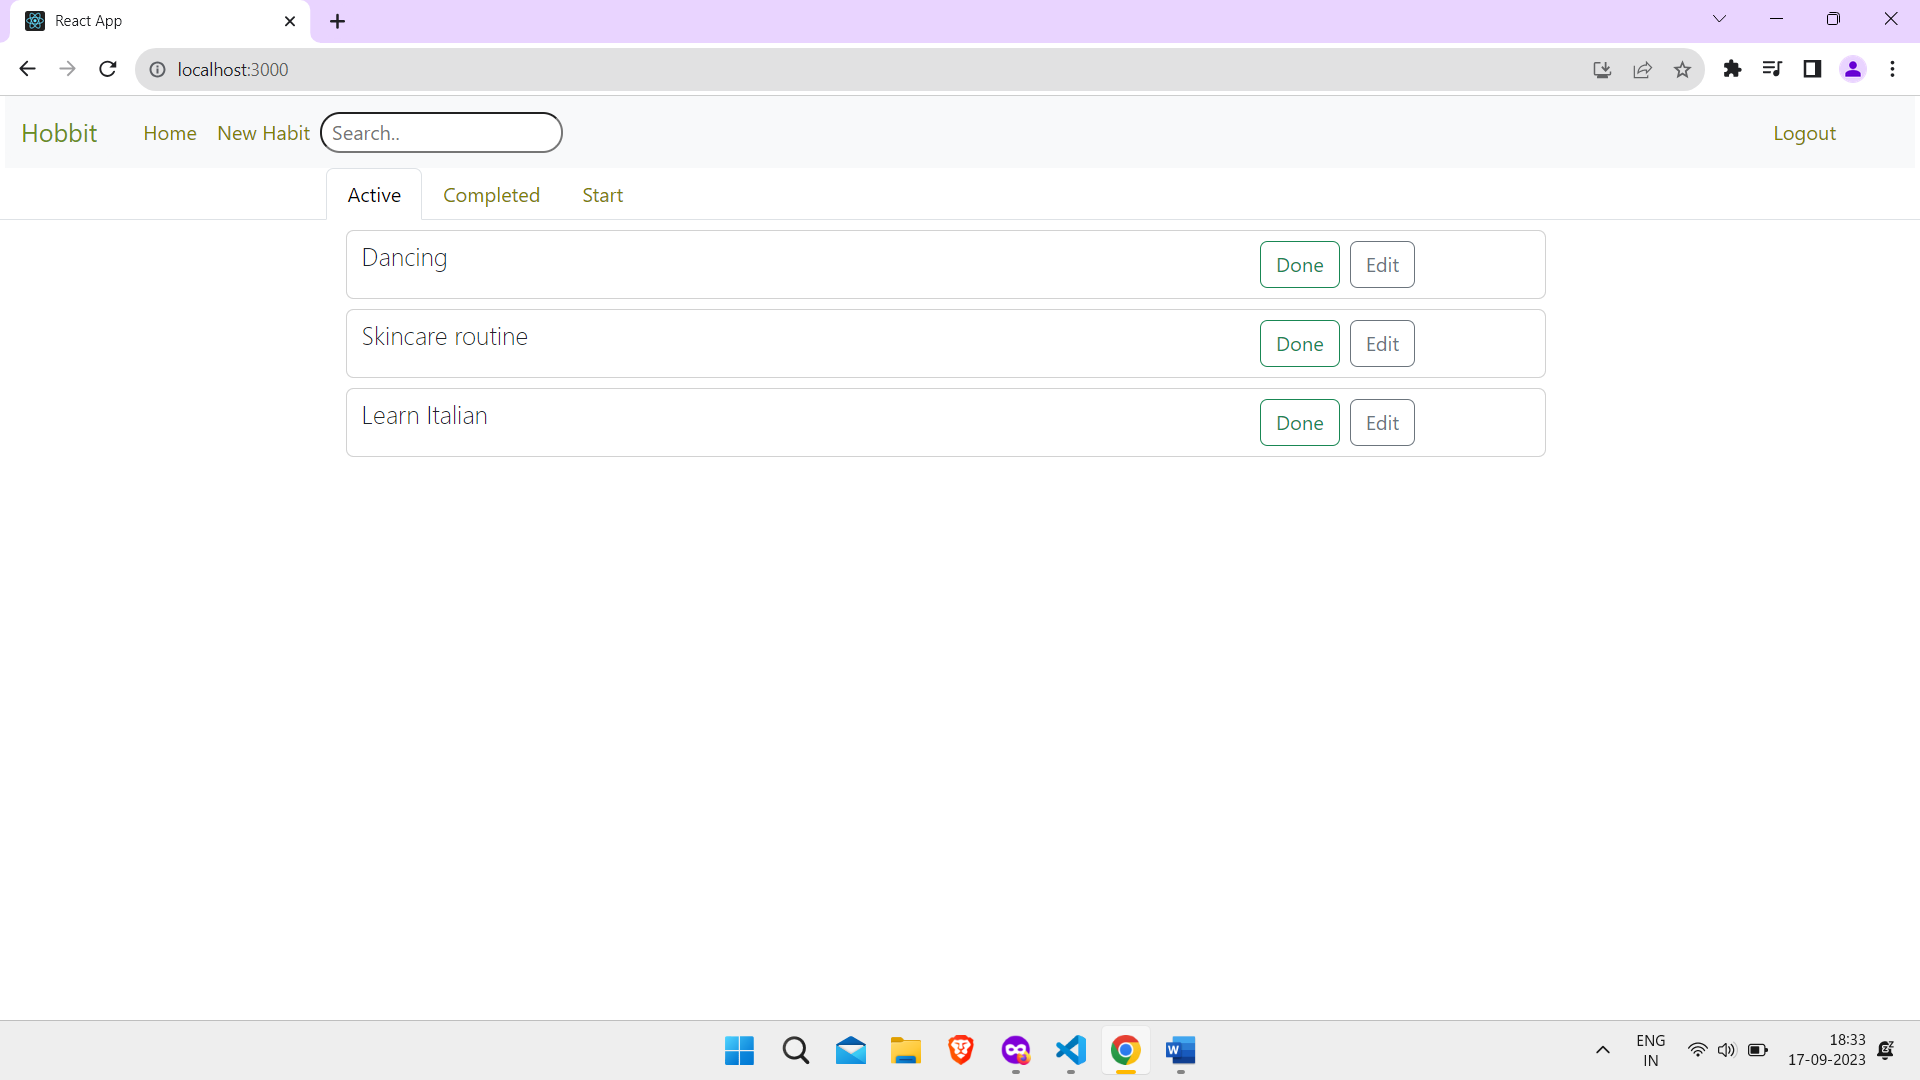 React App
localhost:3000
Hobbit Home New Habit Search.. Logout
Active Completed Start
Dancing Done Edit
Skincare routine Done Edit
Learn Italian Done Edit
ENG 18:33
IN 17-09-2023